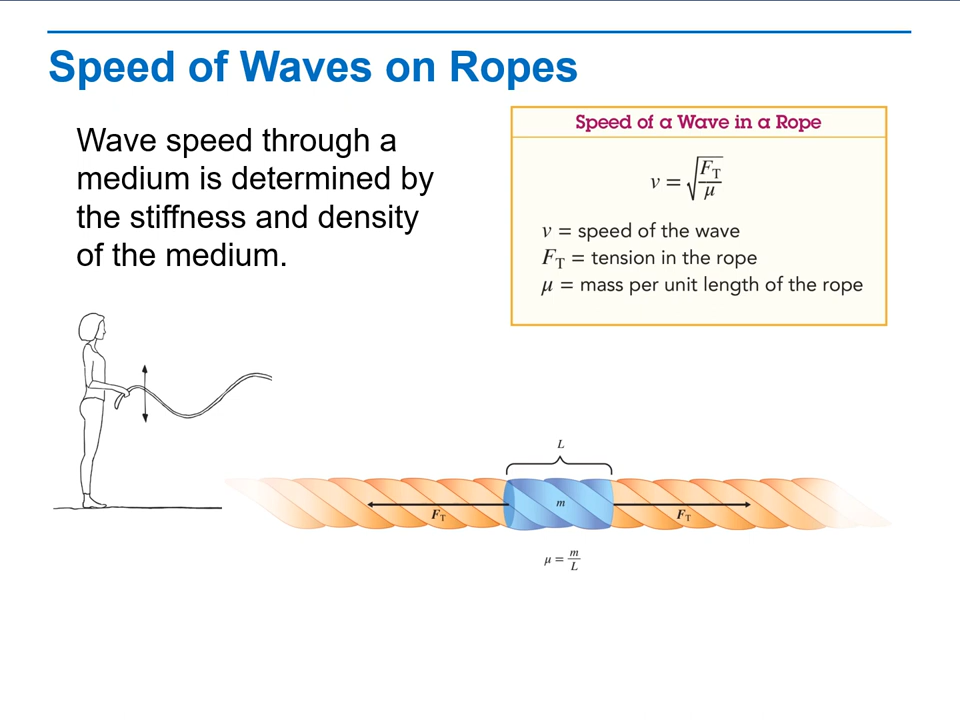 Speed of Waves on Ropes
Wave speed through a
medium is determined by
the stiffness and density
of the medium.
Speed of a Wave in a Rope
v = √(F_T/μ)
v = speed of the wave
F_T = tension in the rope
μ = mass per unit length of the rope
L
F_T
m
F_T
μ = m/L